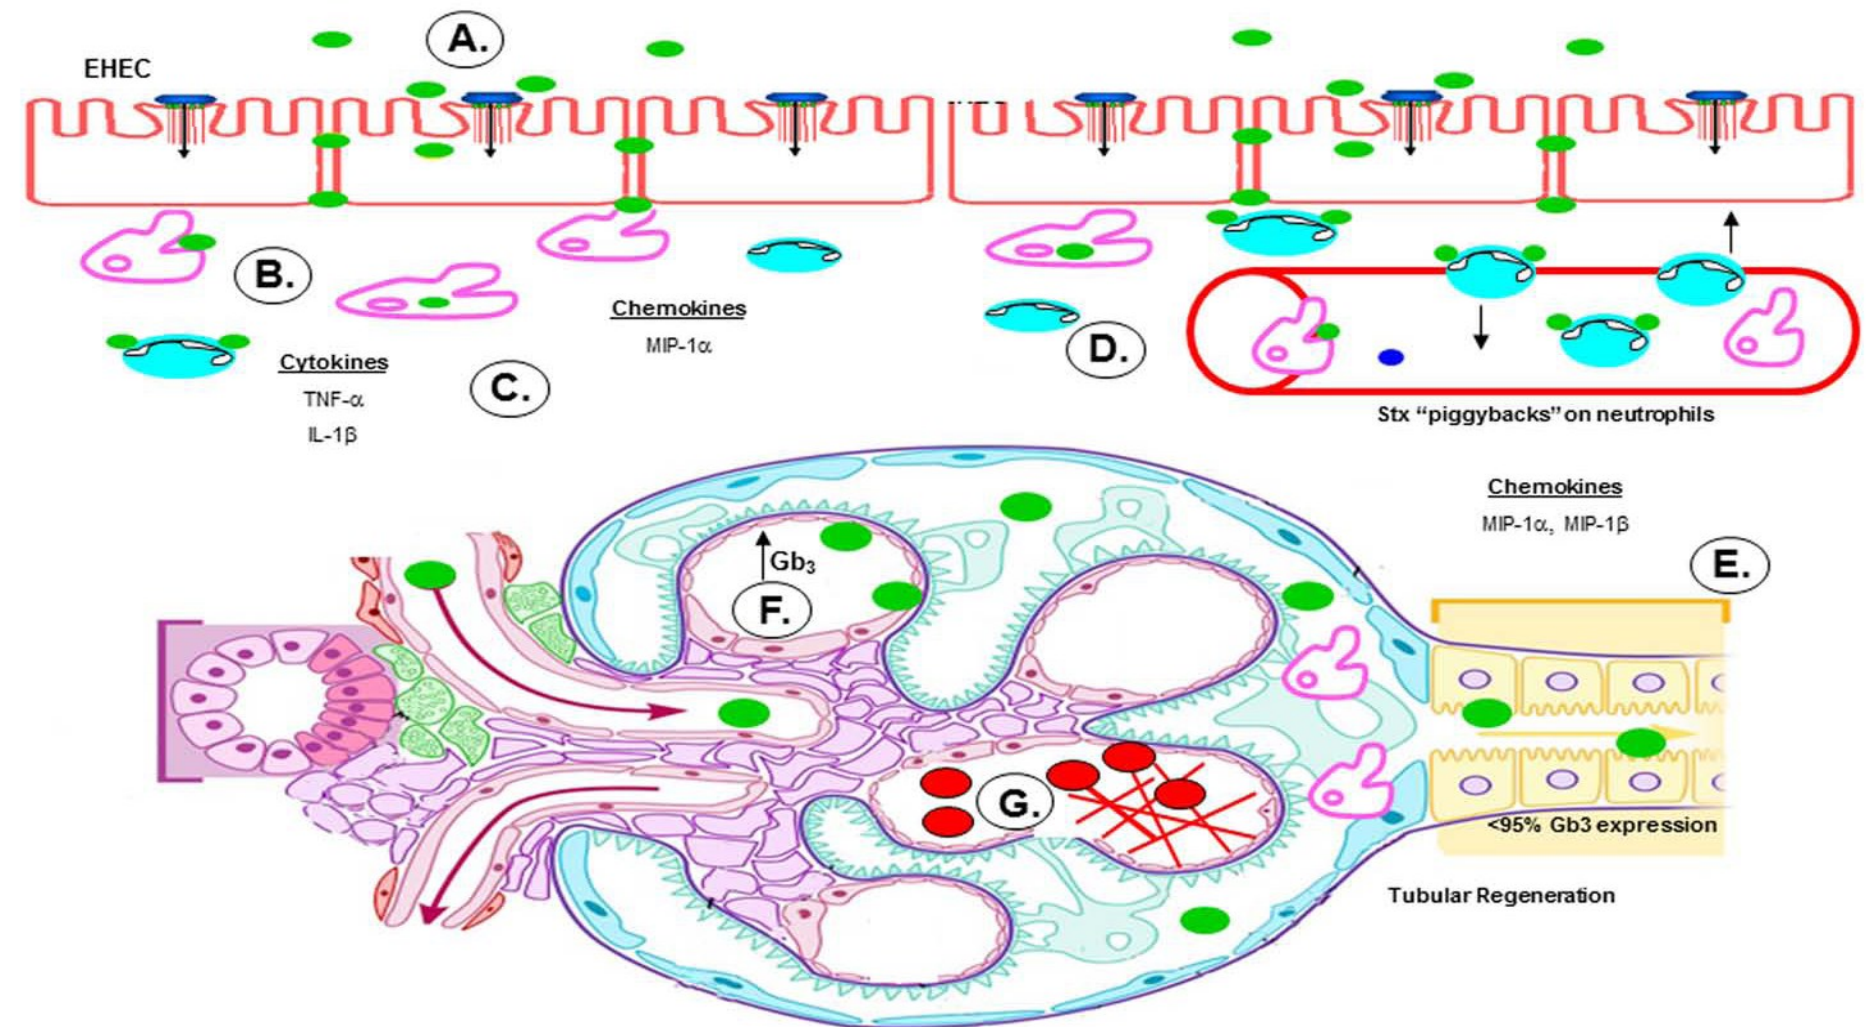 A.
EHEC
B.
Chemokines
MIP-1α
Cytokines
TNF-α
IL-1β
C.
D.
Stx “piggybacks” on neutrophils
Chemokines
MIP-1α, MIP-1β
E.
Gb₃
F.
G.
<95% Gb3 expression
Tubular Regeneration